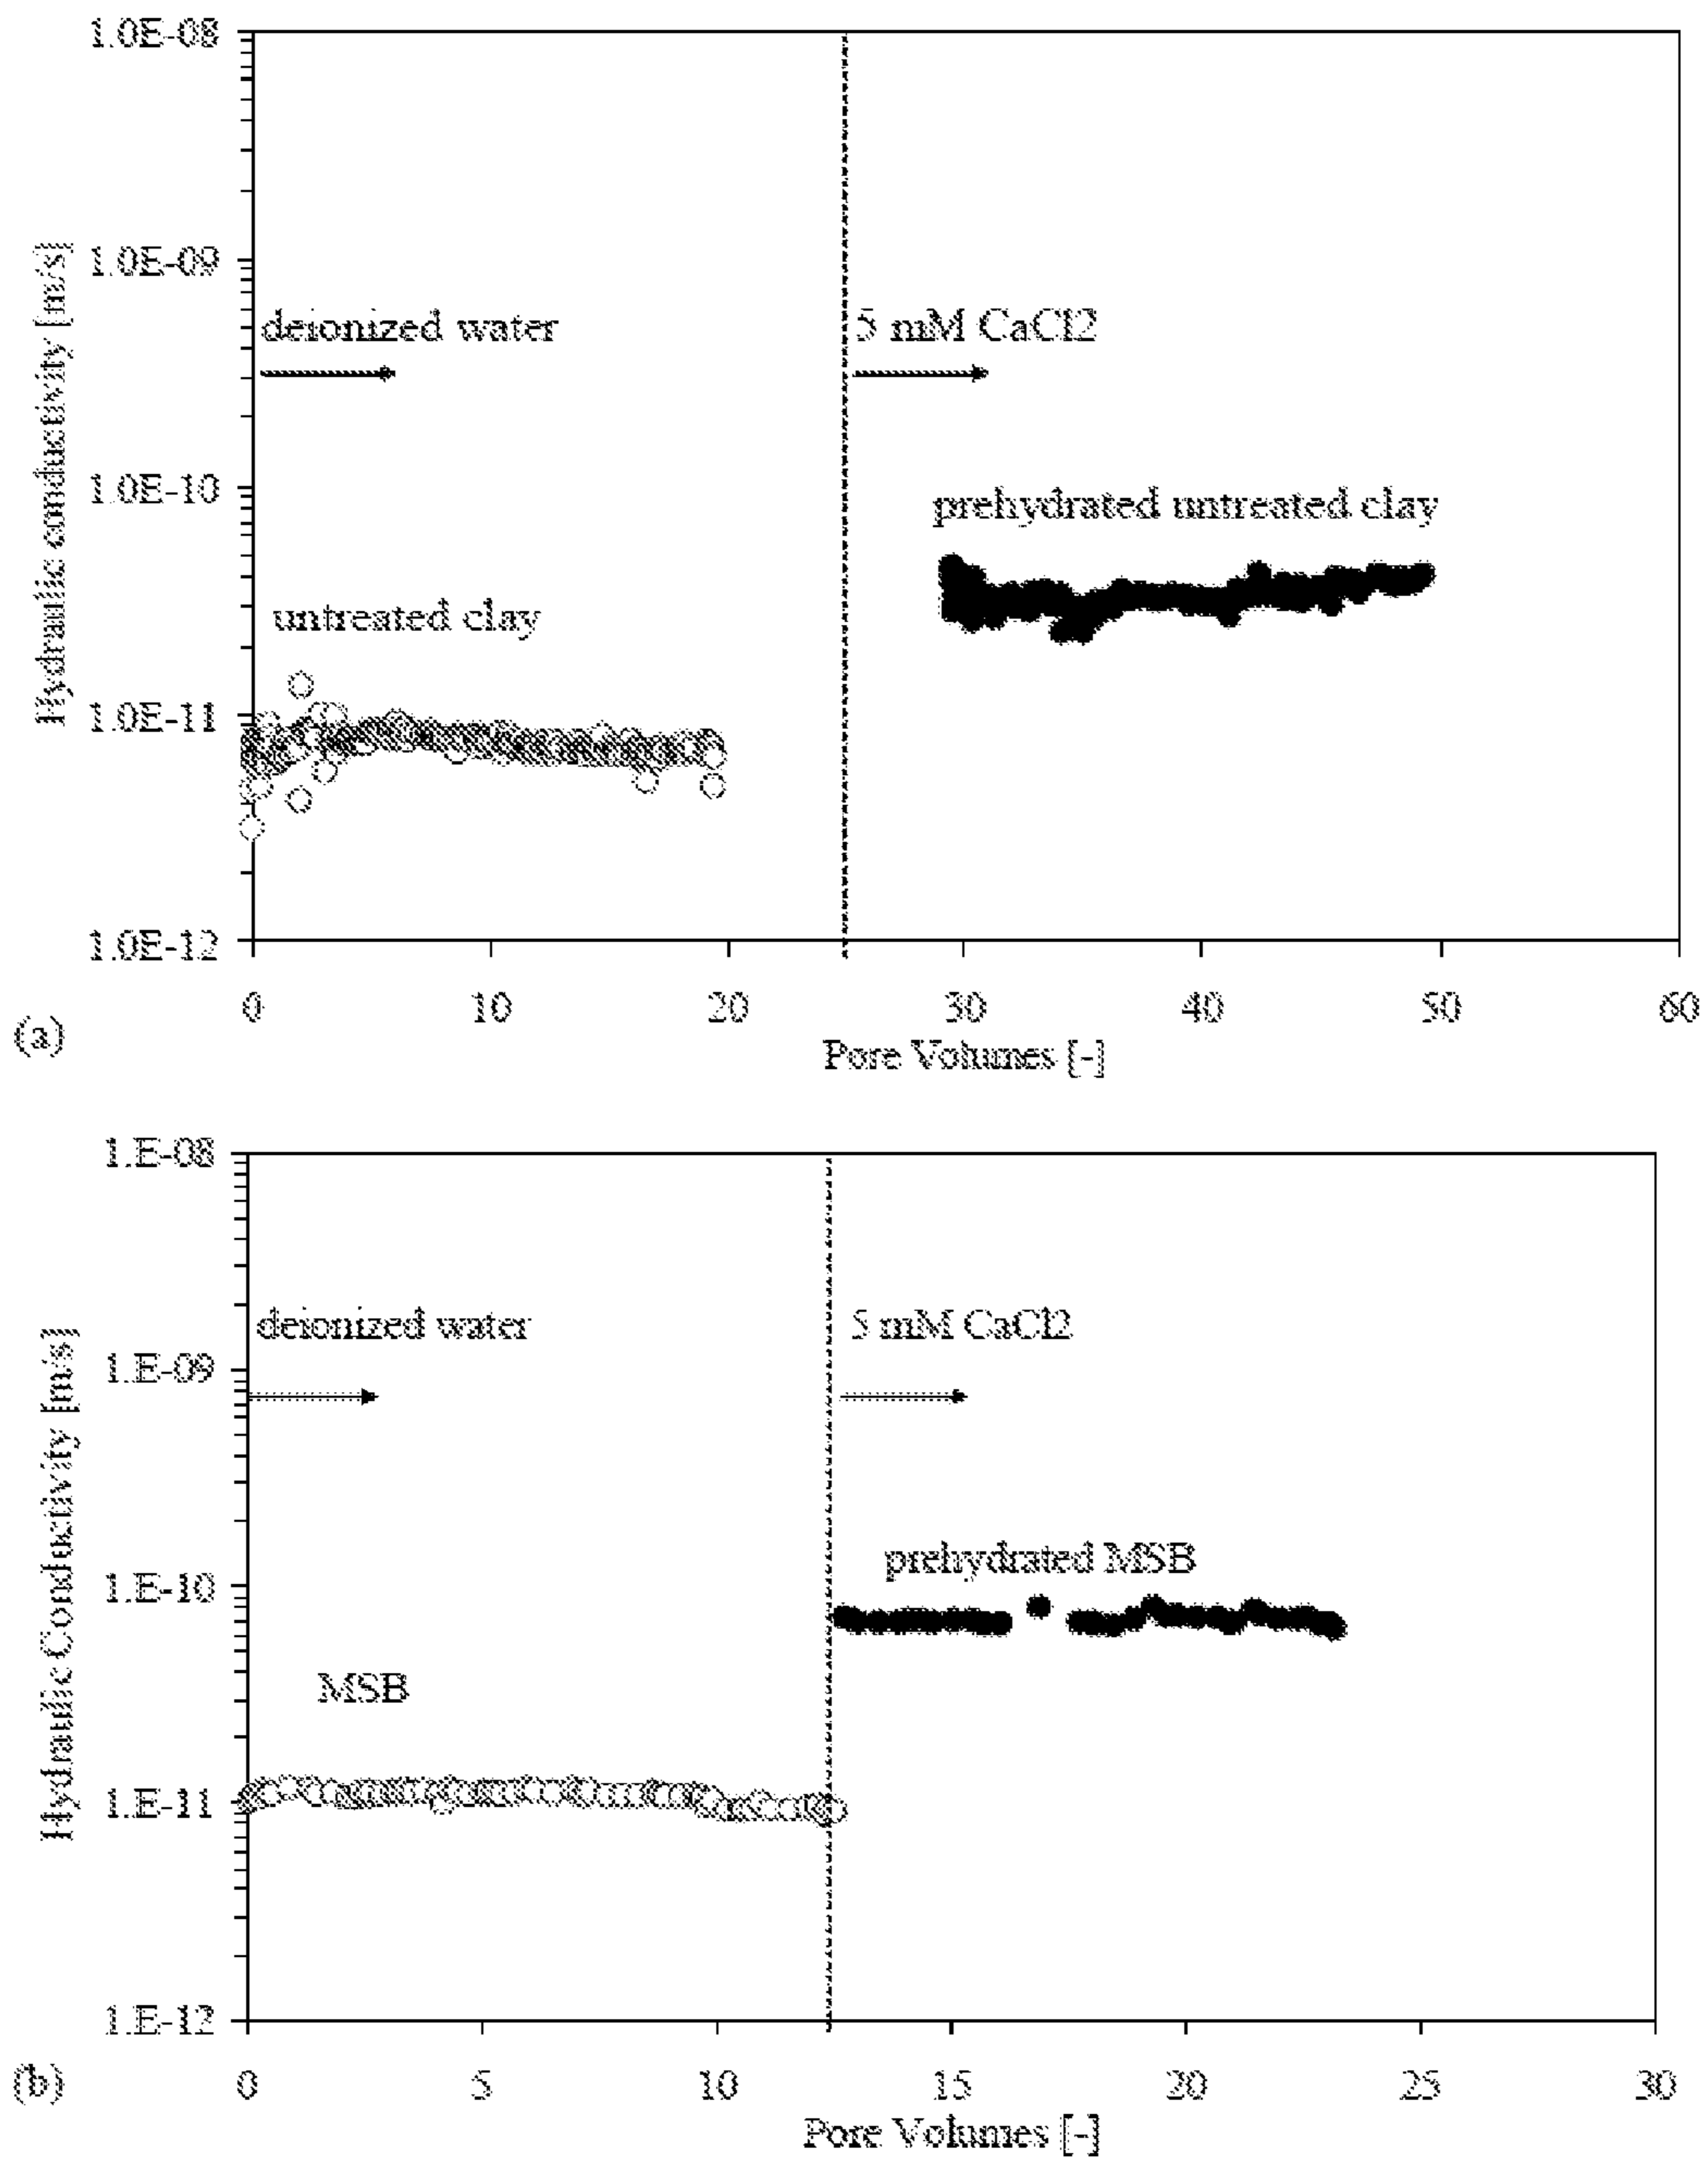 1.0E-08
1.0E-09
1.0E-10
1.0E-11
1.0E-12
Hydraulic conductivity [m/s]
deionized water
5 mM CaCl2
prehydrated untreated clay
untreated clay
0 10 20 30 40 50 60
(a)
Pore Volumes [-]
1.E-08
1.E-09
1.E-10
1.E-11
1.E-12
Hydraulic Conductivity [m/s]
deionized water
5 mM CaCl2
prehydrated MSB
MSB
0 5 10 15 20 25 30
(b)
Pore Volumes [-]